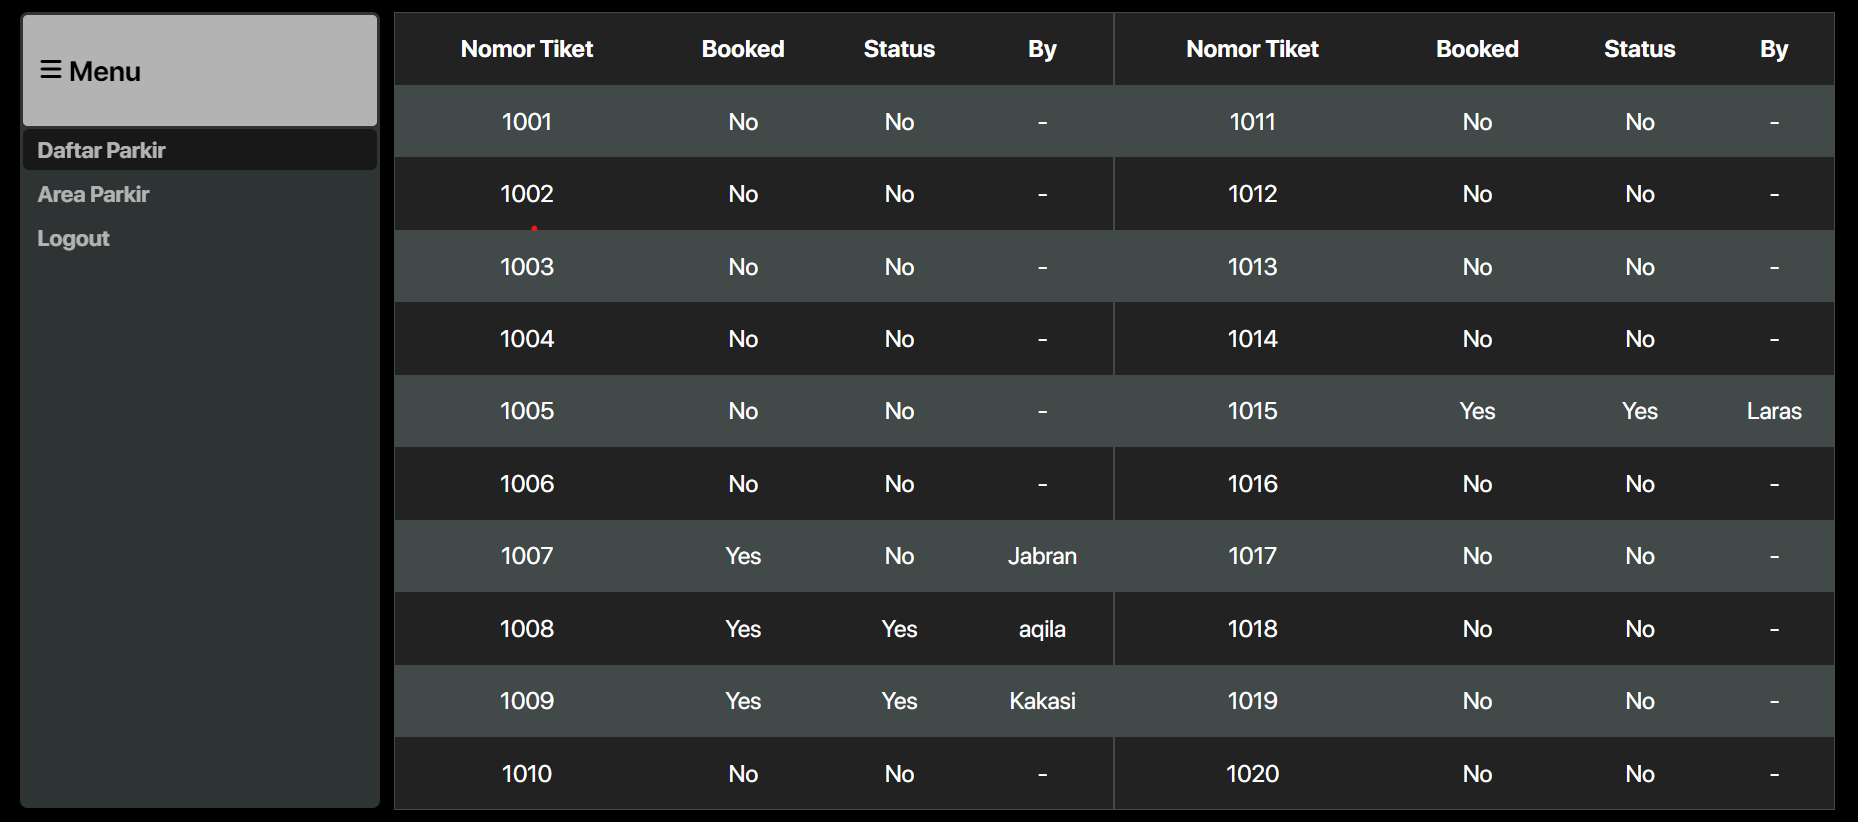 ☰ Menu
Daftar Parkir
Area Parkir
Logout
Nomor Tiket Booked Status By Nomor Tiket Booked Status By
1001 No No - 1011 No No -
1002 No No - 1012 No No -
1003 No No - 1013 No No -
1004 No No - 1014 No No -
1005 No No - 1015 Yes Yes Laras
1006 No No - 1016 No No -
1007 Yes No Jabran 1017 No No -
1008 Yes Yes aqila 1018 No No -
1009 Yes Yes Kakasi 1019 No No -
1010 No No - 1020 No No -